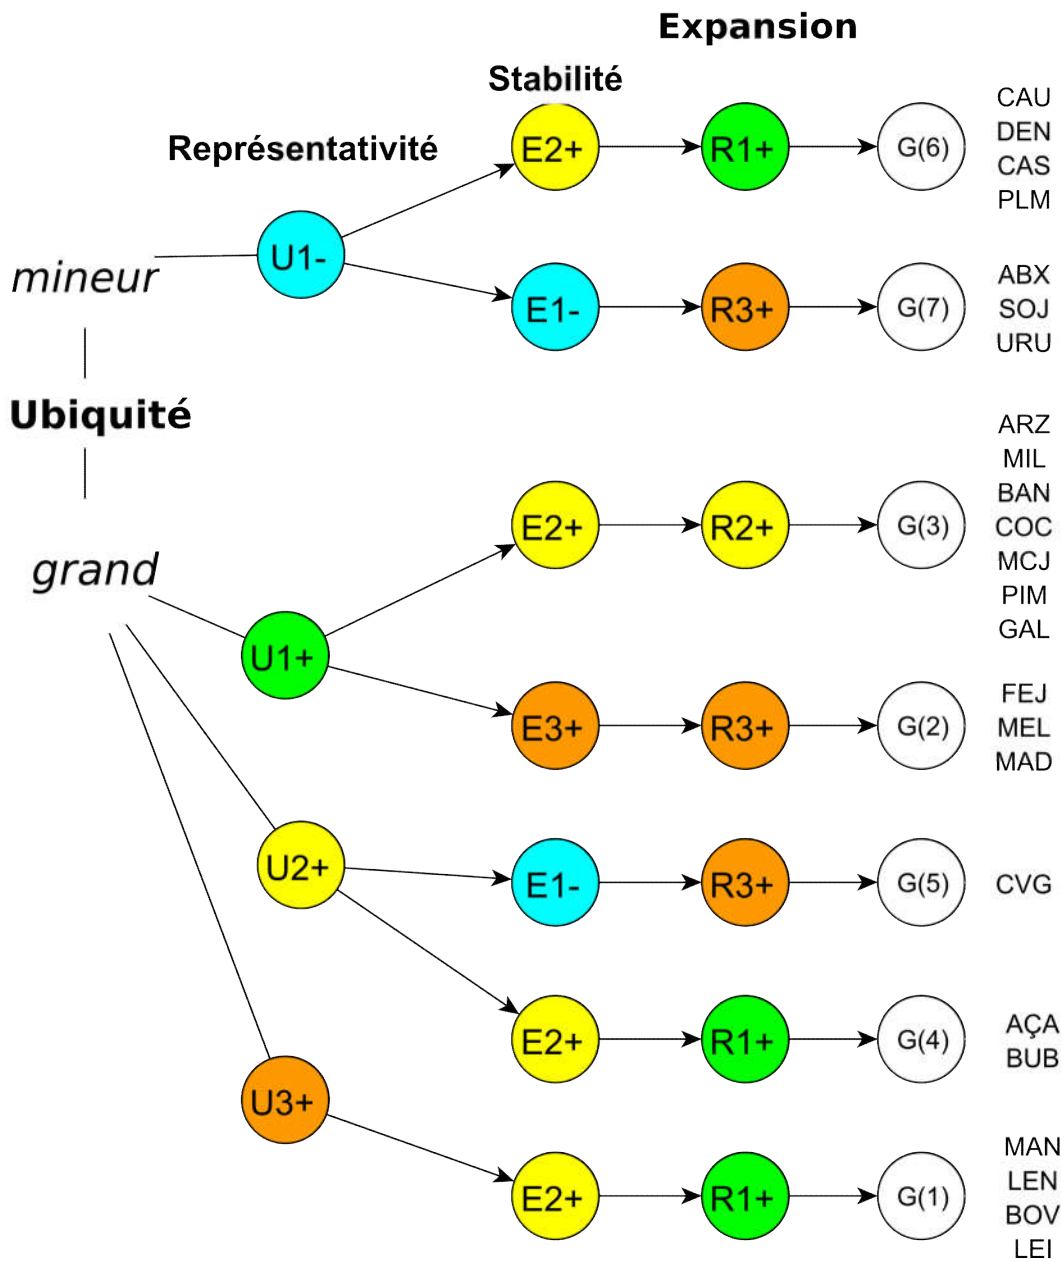 Expansion
Stabilité
Représentativité
E2+ R1+ G(6)
CAU
DEN
CAS
PLM
U1-
mineur
E1- R3+ G(7)
ABX
SOJ
URU
Ubiquité
grand
E2+ R2+ G(3)
ARZ
MIL
BAN
COC
MCJ
PIM
GAL
U1+
E3+ R3+ G(2)
FEJ
MEL
MAD
U2+
E1- R3+ G(5)
CVG
E2+ R1+ G(4)
AÇA
BUB
U3+
E2+ R1+ G(1)
MAN
LEN
BOV
LEI